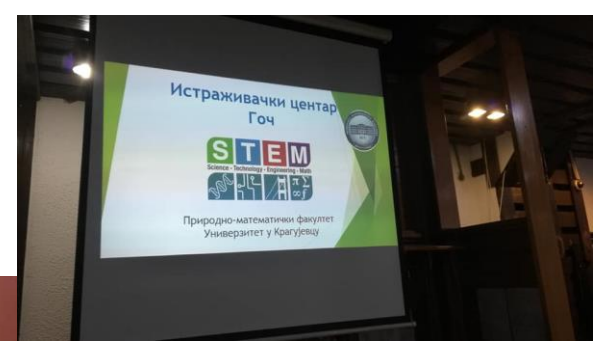 Истраживачки центар
Гоч
STEM
Science - Technology - Engineering - Math
Природно-математички факултет
Универзитет у Крагујевцу